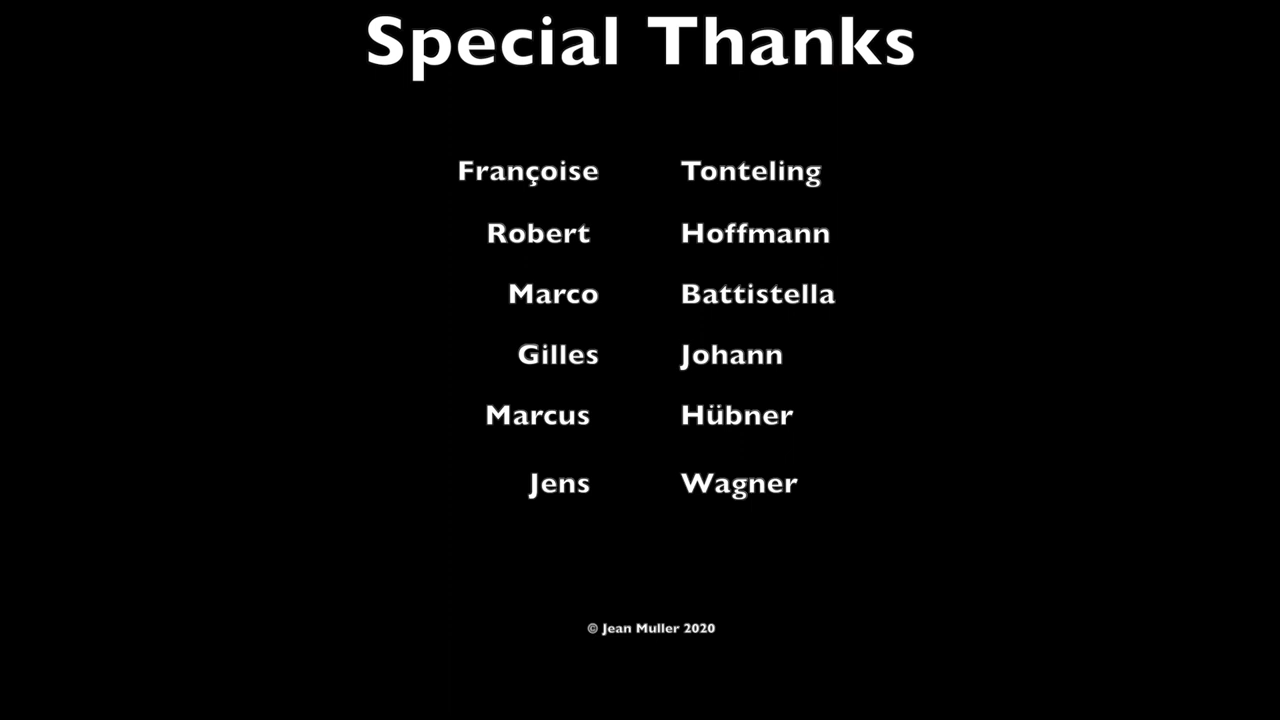 Special Thanks
Françoise Tonteling
Robert Hoffmann
Marco Battistella
Gilles Johann
Marcus Hübner
Jens Wagner
© Jean Muller 2020